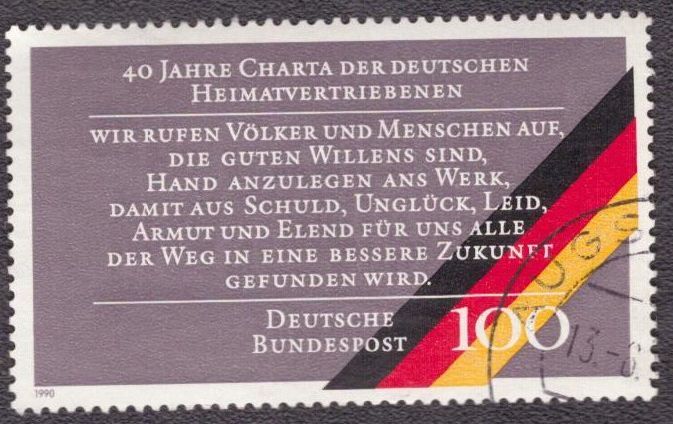 40 JAHRE CHARTA DER DEUTSCHEN
HEIMATVERTRIEBENEN
WIR RUFEN VÖLKER UND MENSCHEN AUF,
DIE GUTEN WILLENS SIND,
HAND ANZULEGEN ANS WERK,
DAMIT AUS SCHULD, UNGLÜCK, LEID,
ARMUT UND ELEND FÜR UNS ALLE
DER WEG IN EINE BESSERE ZUKUNFT
GEFUNDEN WIRD.
DEUTSCHE
BUNDESPOST
100
1990
13.-8.